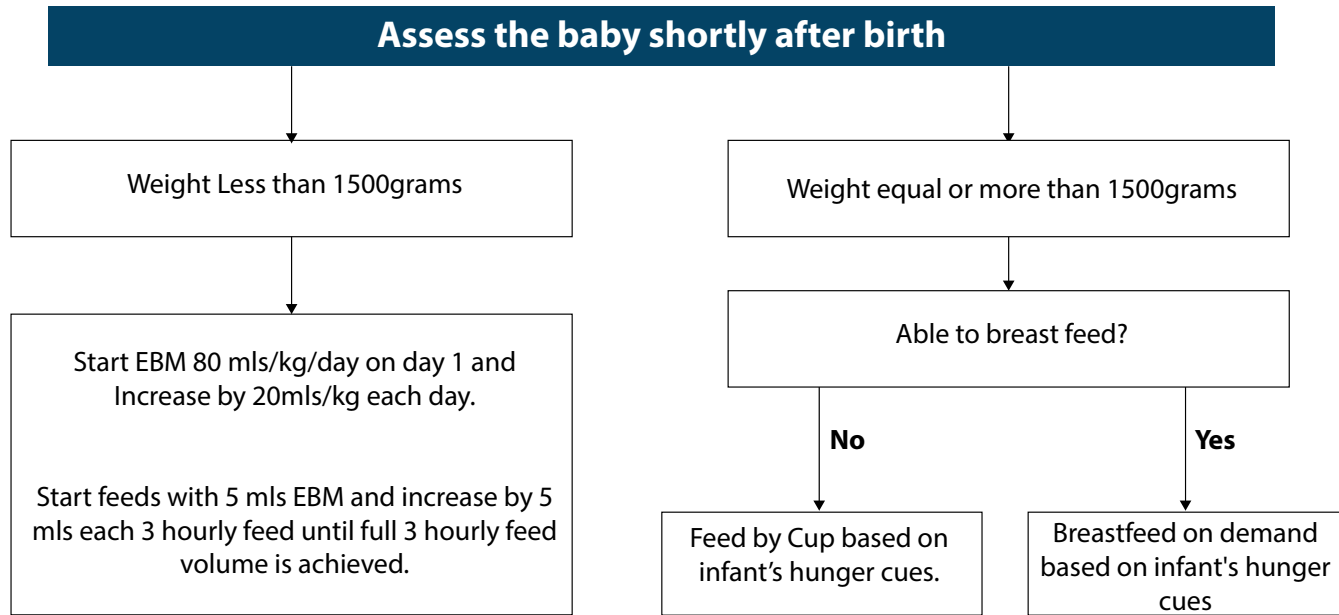 Assess the baby shortly after birth
Weight Less than 1500grams
Weight equal or more than 1500grams
Start EBM 80 mls/kg/day on day 1 and
Increase by 20mls/kg each day.
Start feeds with 5 mls EBM and increase by 5
mls each 3 hourly feed until full 3 hourly feed
volume is achieved.
Able to breast feed?
No
Yes
Feed by Cup based on
infant’s hunger cues.
Breastfeed on demand
based on infant's hunger
cues